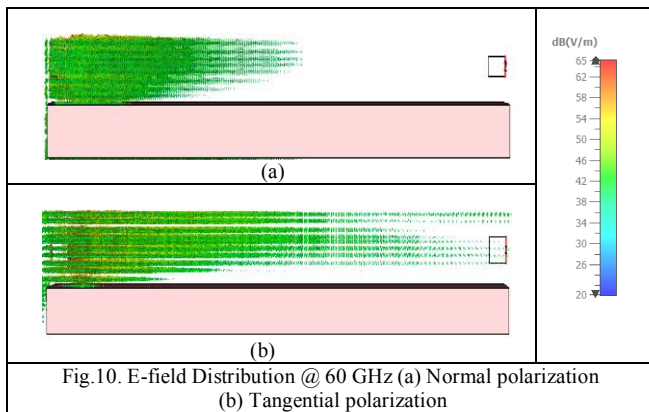 dB(V/m)
65
62
58
54
50
46
42
38
34
30
26
20
(a)
(b)
Fig.10. E-field Distribution @ 60 GHz (a) Normal polarization
(b) Tangential polarization